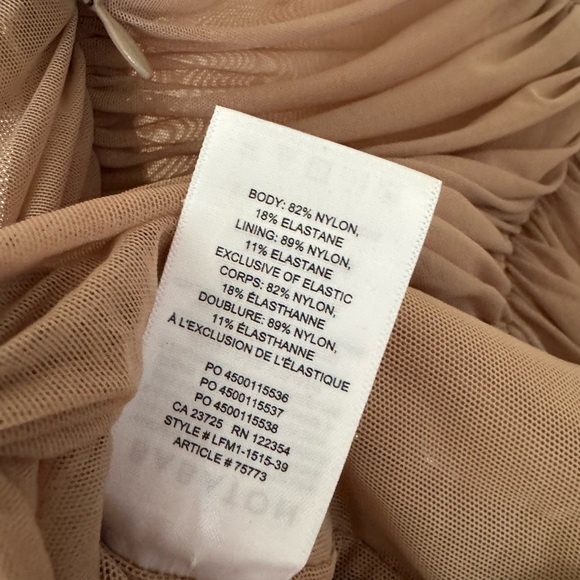 BODY: 82% NYLON,
18% ELASTANE
LINING: 89% NYLON,
11% ELASTANE
EXCLUSIVE OF ELASTIC
CORPS: 82% NYLON,
18% ÉLASTHANNE
DOUBLURE: 89% NYLON,
11% ÉLASTHANNE
À L'EXCLUSION DE L'ÉLASTIQUE
PO 4500115536
PO 4500115537
PO 4500115538
CA 23725 RN 122354
STYLE # LFM1-1515-39
ARTICLE # 75773